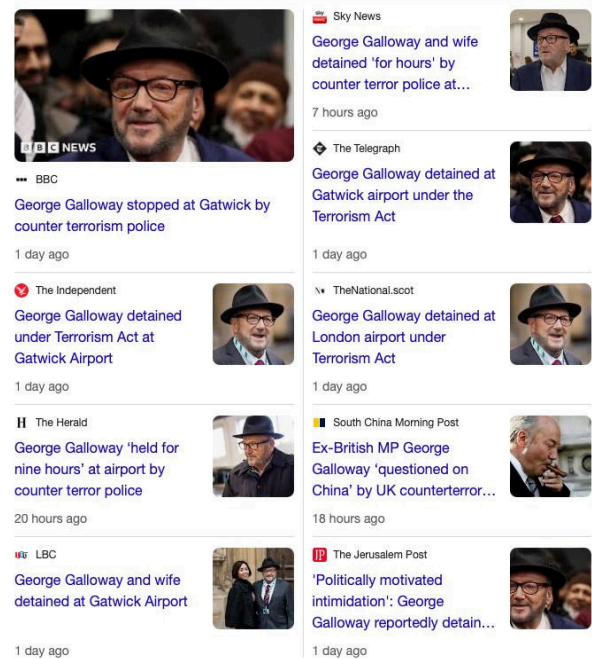 BBC NEWS
BBC
George Galloway stopped at Gatwick by
counter terrorism police
1 day ago
sky news
Sky News
George Galloway and wife
detained 'for hours' by
counter terror police at...
7 hours ago
The Telegraph
George Galloway detained at
Gatwick airport under the
Terrorism Act
1 day ago
The Independent
George Galloway detained
under Terrorism Act at
Gatwick Airport
1 day ago
TheNational.scot
George Galloway detained at
London airport under
Terrorism Act
1 day ago
H The Herald
George Galloway ‘held for
nine hours’ at airport by
counter terror police
20 hours ago
South China Morning Post
Ex-British MP George
Galloway ‘questioned on
China’ by UK counterterror...
18 hours ago
LBC
George Galloway and wife
detained at Gatwick Airport
1 day ago
JP The Jerusalem Post
'Politically motivated
intimidation': George
Galloway reportedly detain...
1 day ago